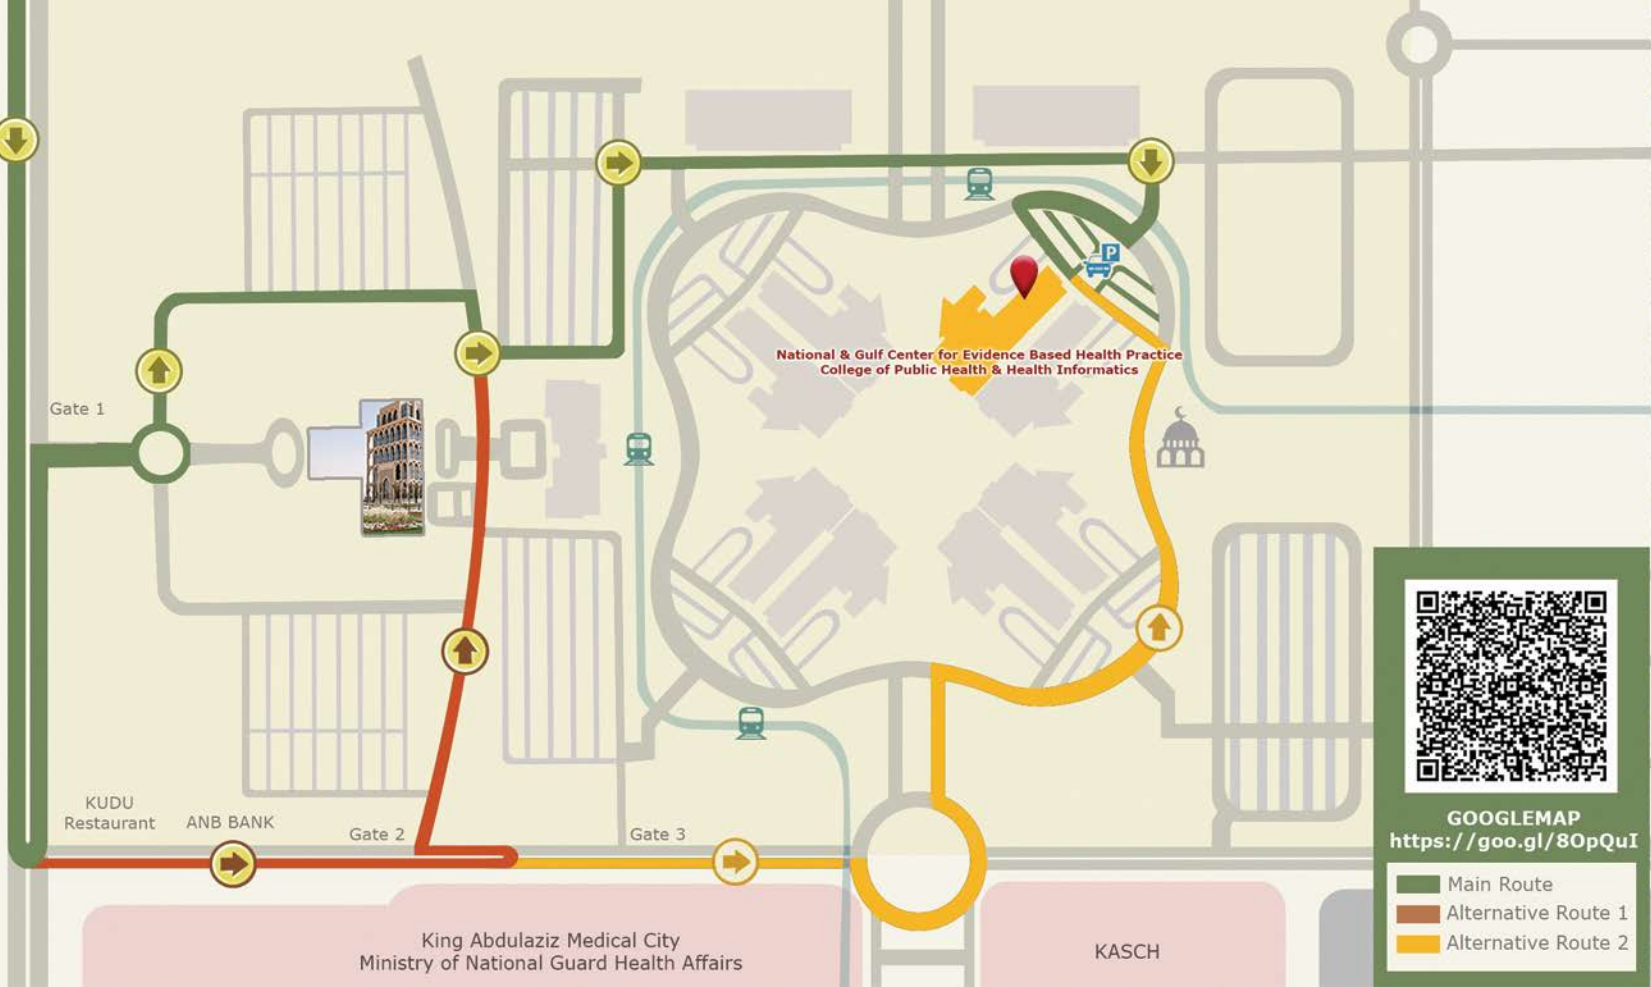 P
National & Gulf Center for Evidence Based Health Practice
College of Public Health & Health Informatics
Gate 1
KUDU
Restaurant
ANB BANK
Gate 2
Gate 3
King Abdulaziz Medical City
Ministry of National Guard Health Affairs
KASCH
GOOGLEMAP
https://goo.gl/8OpQuI
Main Route
Alternative Route 1
Alternative Route 2